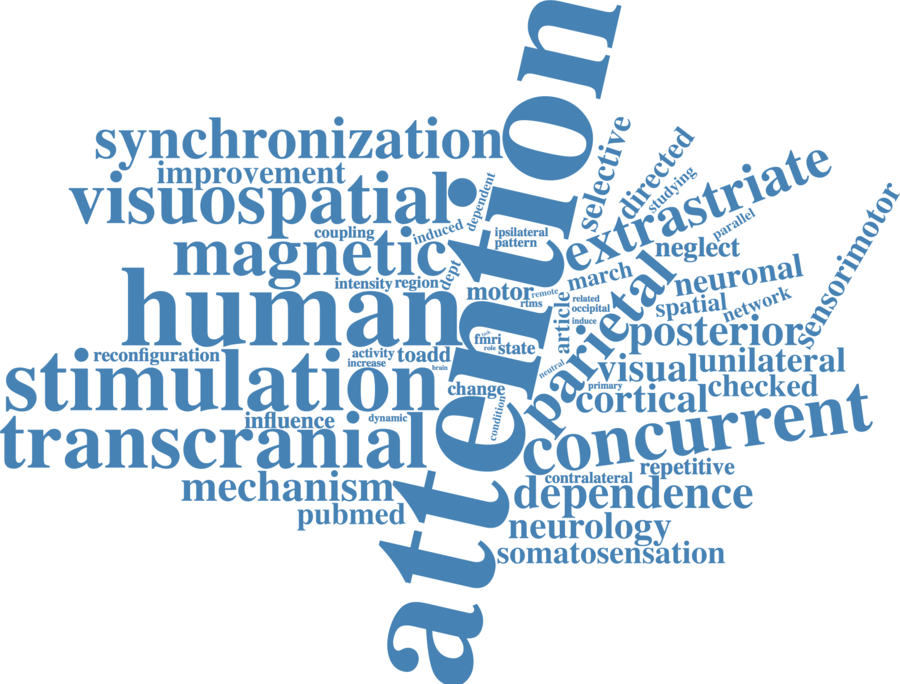 synchronization
improvement
visuospatial
coupling
induced
dependent
magnetic
intensity
region
dept
human
reconfiguration
activity
increase
toadd
brain
stimulation
influence
dynamic
transcranial
mechanism
pubmed
attention
selective
directed
studying
extrastriate
parallel
neglect
ipsilateral
pattern
march
motor
remote
rtms
related
occipital
induce
article
parietal
neuronal
spatial
network
sensorimotor
posterior
fmri
role
state
neutral
primary
visual
unilateral
cortical
checked
change
condition
concurrent
contralateral
repetitive
dependence
neurology
somatosensation